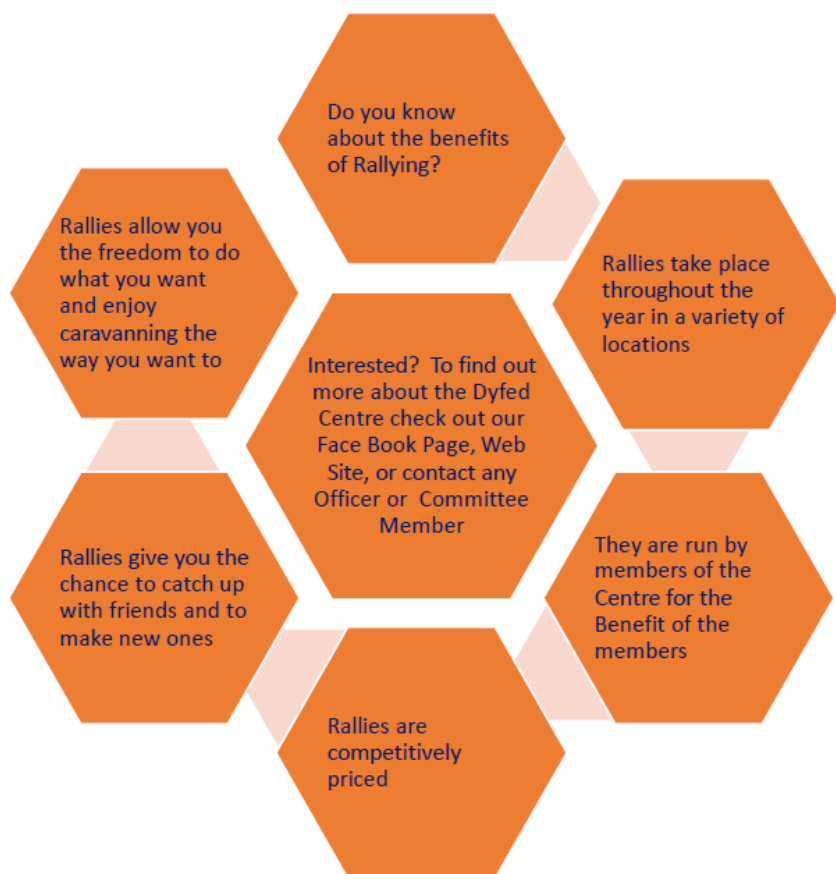 Do you know
about the benefits
of Rallying?
Rallies take place
throughout the
year in a variety of
locations
They are run by
members of the
Centre for the
Benefit of the
members
Rallies are
competitively
priced
Rallies give you the
chance to catch up
with friends and to
make new ones
Rallies allow you
the freedom to do
what you want
and enjoy
caravanning the
way you want to
Interested?  To find out
more about the Dyfed
Centre check out our
Face Book Page, Web
Site, or contact any
Officer or  Committee
Member